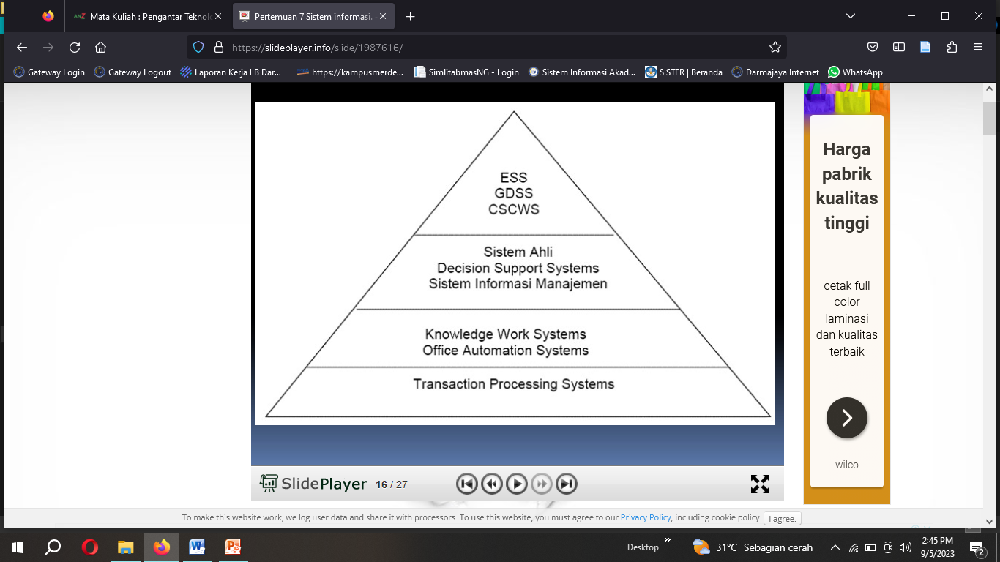 Mata Kuliah : Pengantar Teknolo
Pertemuan 7 Sistem informasi.
https://slideplayer.info/slide/1987616/
Gateway Login
Gateway Logout
Laporan Kerja IIB Dar...
https://kampusmerde...
SimlitabmasNG - Login
Sistem Informasi Akad...
SISTER | Beranda
Darmajaya Internet
WhatsApp
ESS
GDSS
CSCWS
Sistem Ahli
Decision Support Systems
Sistem Informasi Manajemen
Knowledge Work Systems
Office Automation Systems
Transaction Processing Systems
SlidePlayer
16 / 27
Harga
pabrik
kualitas
tinggi
cetak full
color
laminasi
dan kualitas
terbaik
wilco
To make this website work, we log user data and share it with processors. To use this website, you must agree to our Privacy Policy, including cookie policy.
I agree.
Desktop
31°C Sebagian cerah
2:45 PM
9/5/2023
2